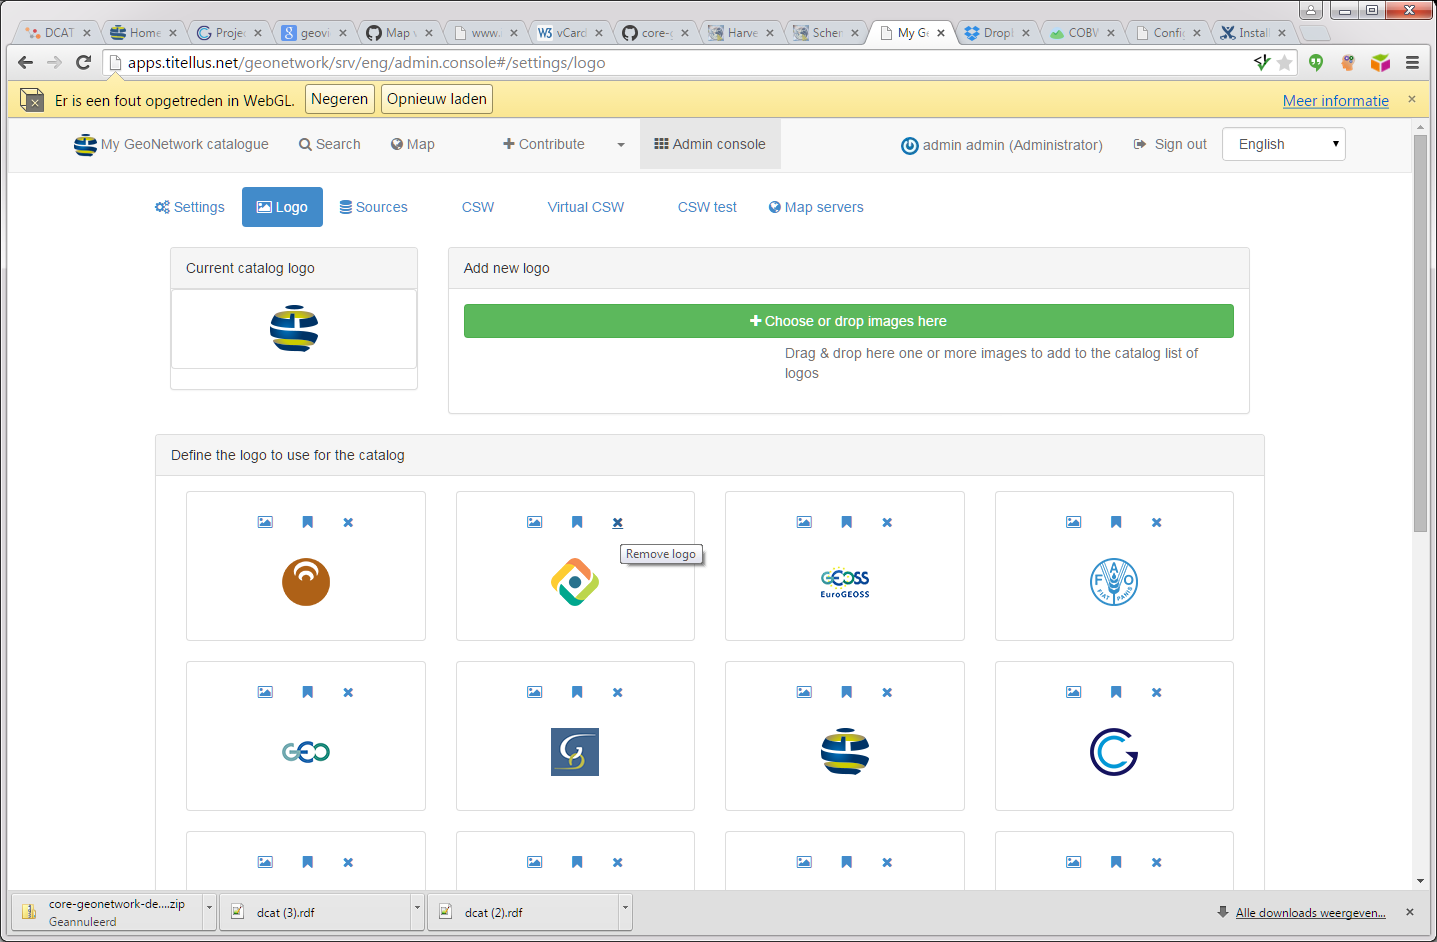 DCAT
Home
Projec
geovi
Map v
www.
W3 vCard
core-g
Harve
Scher
My Ge
Dropl
COBV
Config
Install
apps.titellus.net/geonetwork/srv/eng/admin.console#/settings/logo
Er is een fout opgetreden in WebGL. Negeren Opnieuw laden Meer informatie
My GeoNetwork catalogue Search Map Contribute Admin console admin admin (Administrator) Sign out English
Settings Logo Sources CSW Virtual CSW CSW test Map servers
Current catalog logo
Add new logo
Choose or drop images here
Drag & drop here one or more images to add to the catalog list of
logos
Define the logo to use for the catalog
Remove logo
GEOSS
EuroGEOSS
FAO
FIAT PANIS
GEO
core-geonetwork-de....zip
Geannuleerd
dcat (3).rdf
dcat (2).rdf
Alle downloads weergeven...